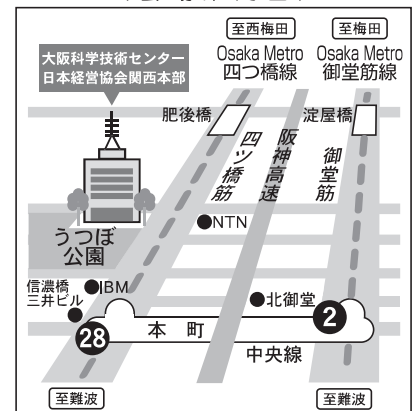 至西梅田
至梅田
Osaka Metro
四つ橋線
Osaka Metro
御堂筋線
大阪科学技術センター
日本経営協会関西本部
肥後橋
淀屋橋
四ツ橋筋
阪神高速
御堂筋
NTN
うつぼ
公園
信濃橋
三井ビル
IBM
北御堂
2
28
本町
中央線
至難波
至難波